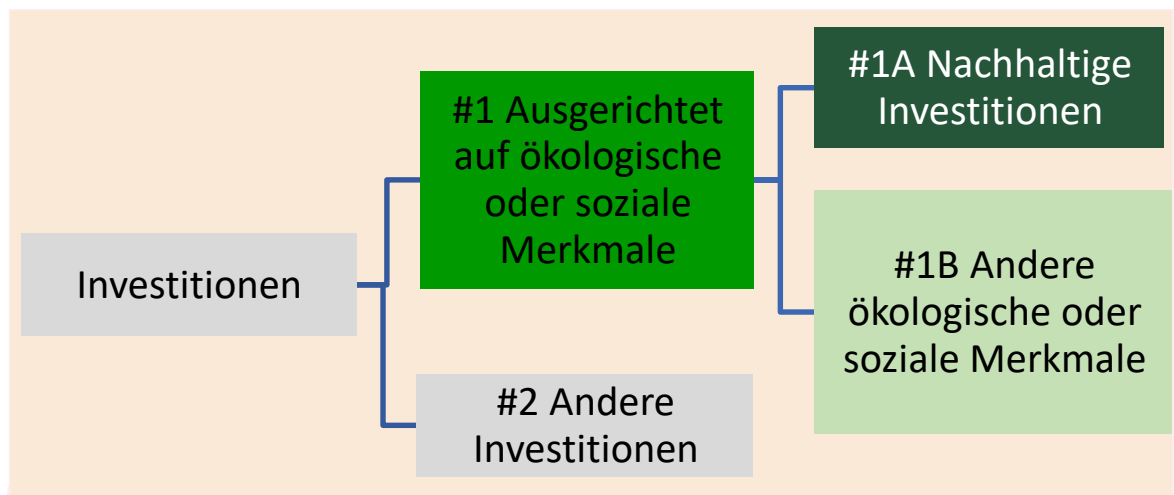 Investitionen
#1 Ausgerichtet
auf ökologische
oder soziale
Merkmale
#2 Andere
Investitionen
#1A Nachhaltige
Investitionen
#1B Andere
ökologische oder
soziale Merkmale